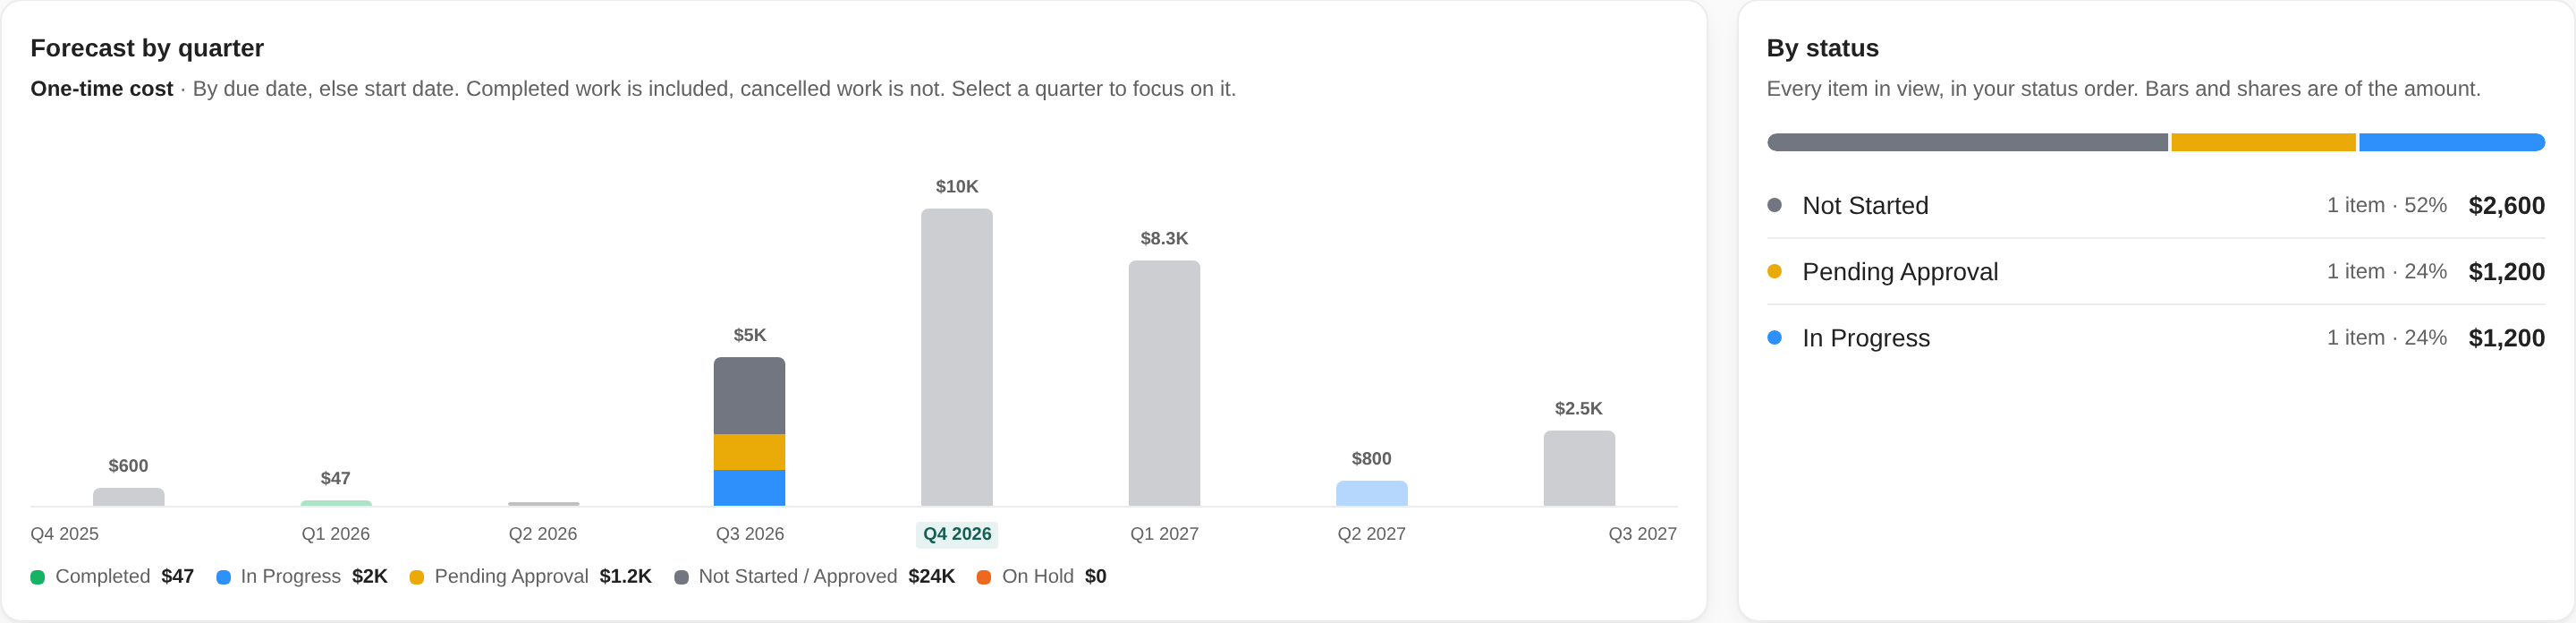 Forecast by quarter
One-time cost · By due date, else start date. Completed work is included, cancelled work is not. Select a quarter to focus on it.
$600
$47
$5K
$10K
$8.3K
$800
$2.5K
Q4 2025
Q1 2026
Q2 2026
Q3 2026
Q4 2026
Q1 2027
Q2 2027
Q3 2027
Completed $47 In Progress $2K Pending Approval $1.2K Not Started / Approved $24K On Hold $0
By status
Every item in view, in your status order. Bars and shares are of the amount.
Not Started 1 item · 52% $2,600
Pending Approval 1 item · 24% $1,200
In Progress 1 item · 24% $1,200